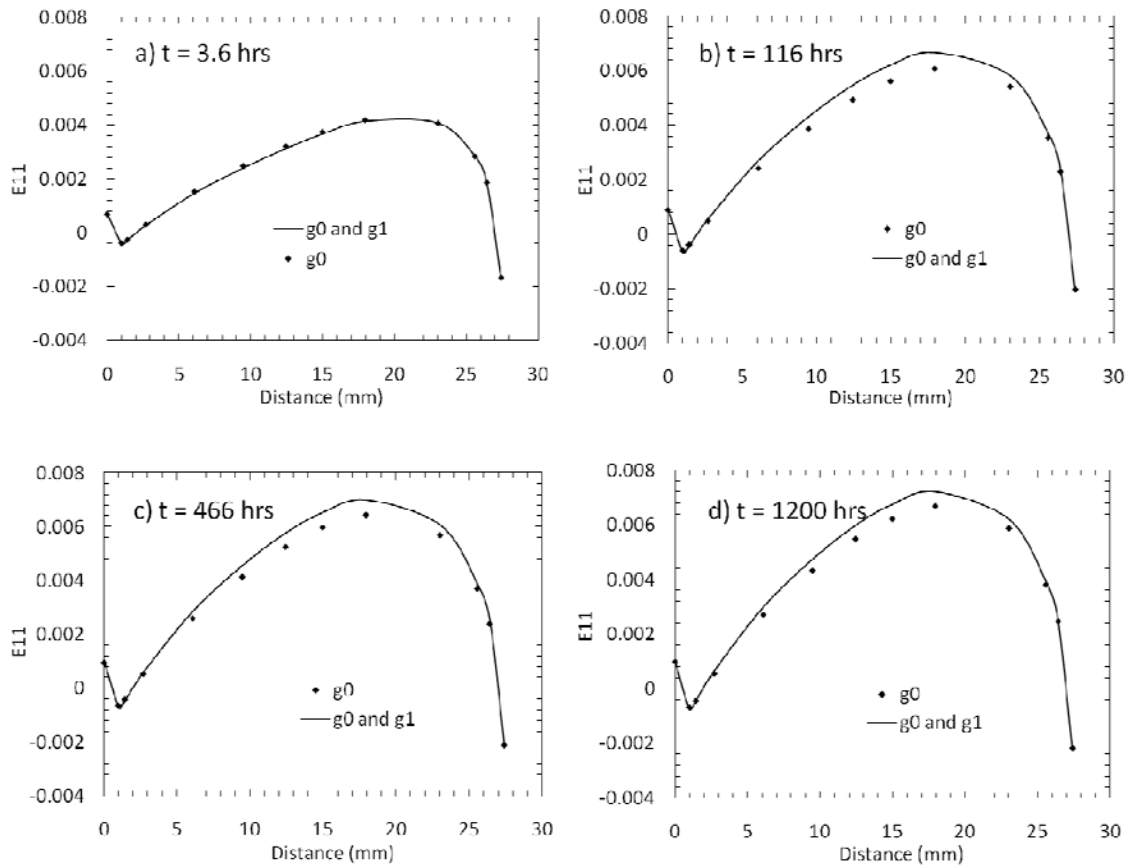 0.008
0.006
0.004
0.002
0
-0.002
-0.004
E11
a) t = 3.6 hrs
g0 and g1
g0
0 5 10 15 20 25 30
Distance (mm)
0.008
0.006
0.004
0.002
0
-0.002
-0.004
E11
b) t = 116 hrs
g0
g0 and g1
0 5 10 15 20 25 30
Distance (mm)
0.008
0.006
0.004
0.002
0
-0.002
-0.004
E11
c) t = 466 hrs
g0
g0 and g1
0 5 10 15 20 25 30
Distance (mm)
0.008
0.006
0.004
0.002
0
-0.002
-0.004
E11
d) t = 1200 hrs
g0
g0 and g1
0 5 10 15 20 25 30
Distance (mm)